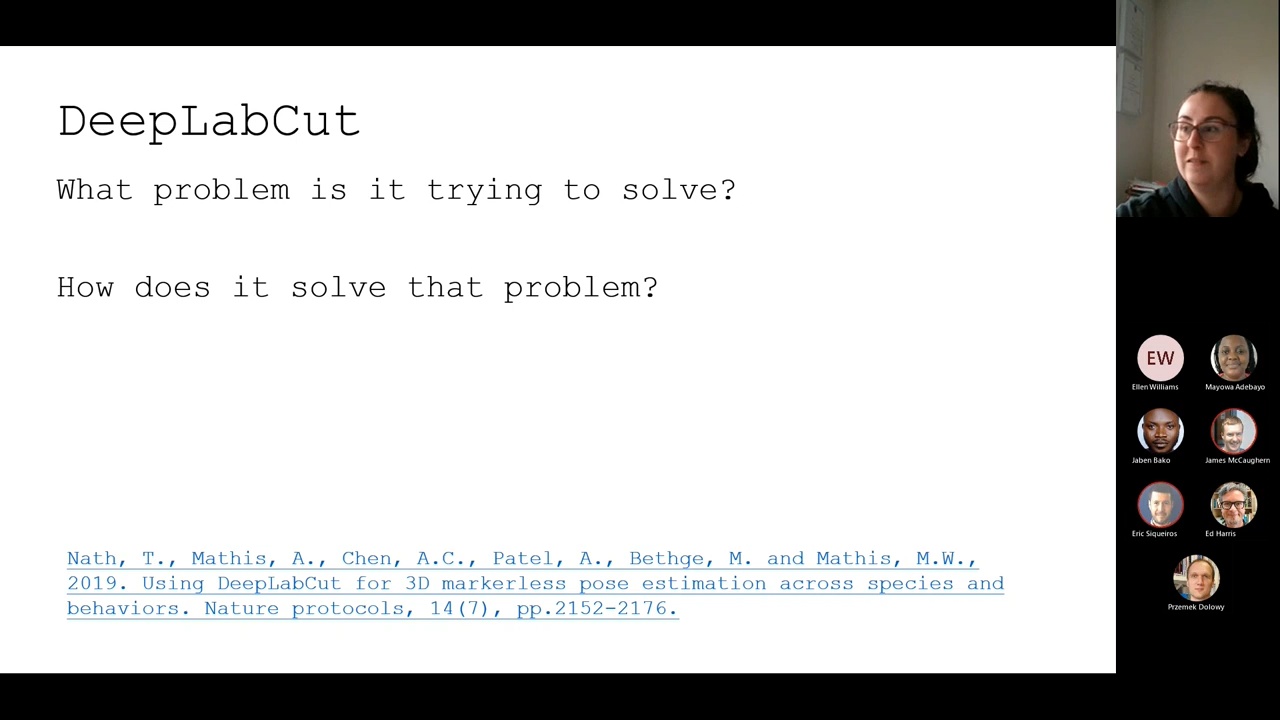 DeepLabCut
What problem is it trying to solve?
How does it solve that problem?
Nath, T., Mathis, A., Chen, A.C., Patel, A., Bethge, M. and Mathis, M.W.,
2019. Using DeepLabCut for 3D markerless pose estimation across species and
behaviors. Nature protocols, 14(7), pp.2152-2176.
EW
Ellen Williams
Mayowa Adebayo
Jaben Bako
James McCaughern
Eric Siqueiros
Ed Harris
Przemek Dolowy